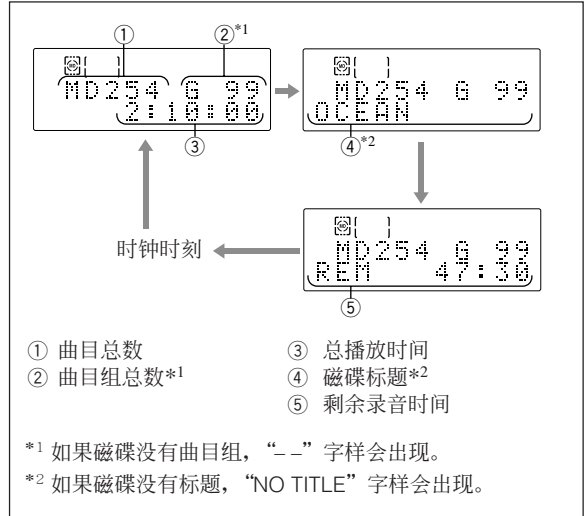 ① ②*1
MD254 G 99
2:10:00
③
MD254 G 99
OCEAN
④*2
时钟时刻
MD254 G 99
REM 47:30
⑤
① 曲目总数
② 曲目组总数*1
③ 总播放时间
④ 磁碟标题*2
⑤ 剩余录音时间
*1 如果磁碟没有曲目组，“– –”字样会出现。
*2 如果磁碟没有标题，“NO TITLE”字样会出现。